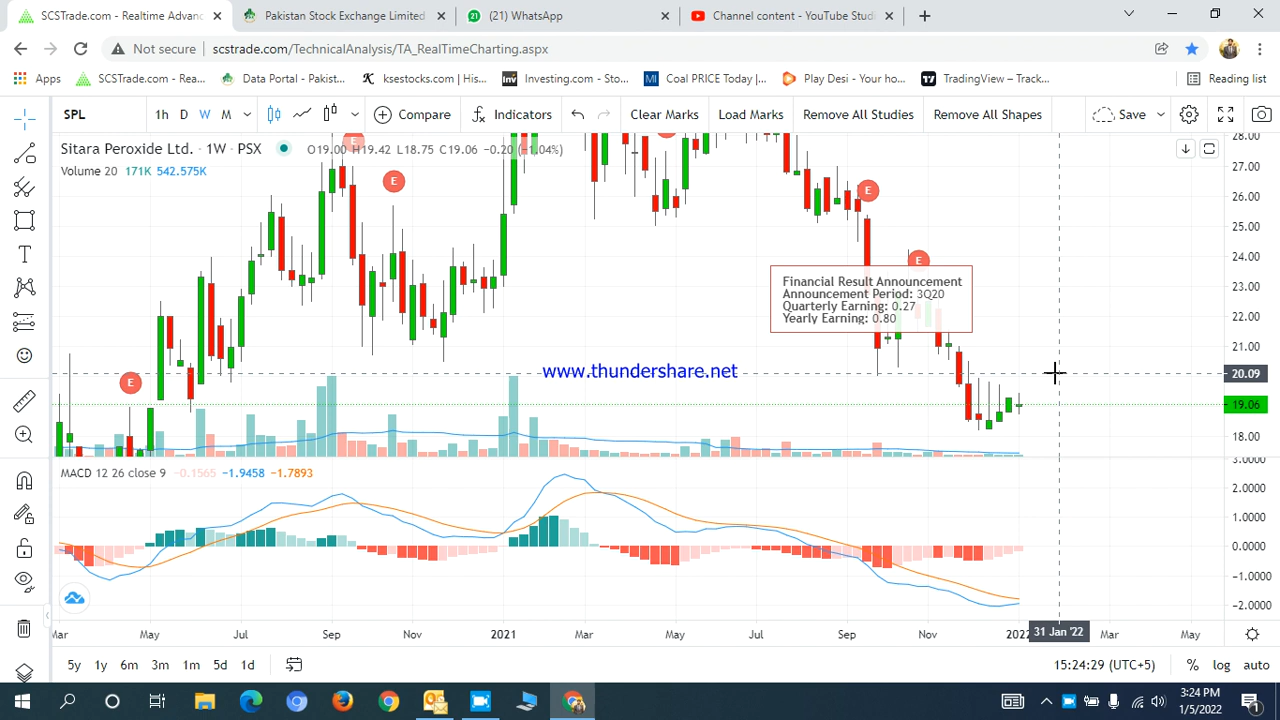 SCSTrade.com - Realtime Advanc
Pakistan Stock Exchange Limited
(21) WhatsApp
Channel content - YouTube Studi
Not secure
scstrade.com/TechnicalAnalysis/TA_RealTimeCharting.aspx
Apps
SCSTrade.com - Rea...
Data Portal - Pakist...
ksestocks.com | His...
Inv
Investing.com - Sto...
MI
Coal PRICE Today |...
Play Desi - Your ho...
TradingView – Track...
Reading list
SPL
1h D W M
Compare
Indicators
Clear Marks
Load Marks
Remove All Studies
Remove All Shapes
Save
Sitara Peroxide Ltd. · 1W · PSX
O19.00 H19.42 L18.75 C19.06 −0.20 (−1.04%)
Volume 20 171K 542.575K
E
E
E
E
E
Financial Result Announcement
Announcement Period: 3Q20
Quarterly Earning: 0.27
Yearly Earning: 0.80
www.thundershare.net
28.00
27.00
26.00
25.00
24.00
23.00
22.00
21.00
20.09
19.06
18.00
MACD 12 26 close 9 −0.1565 −1.9458 −1.7893
3.0000
2.0000
1.0000
0.0000
−1.0000
−2.0000
Mar May Jul Sep Nov 2021 Mar May Jul Sep Nov 2022 31 Jan '22 Mar May
5y 1y 6m 3m 1m 5d 1d
15:24:29 (UTC+5)
% log auto
3:24 PM
1/5/2022